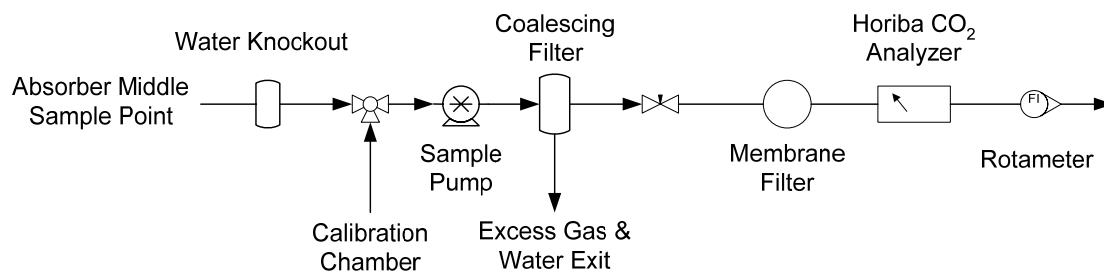 Absorber Middle
Sample Point
Water Knockout
Calibration
Chamber
Sample
Pump
Coalescing
Filter
Excess Gas &
Water Exit
Membrane
Filter
Horiba CO₂
Analyzer
FI
Rotameter